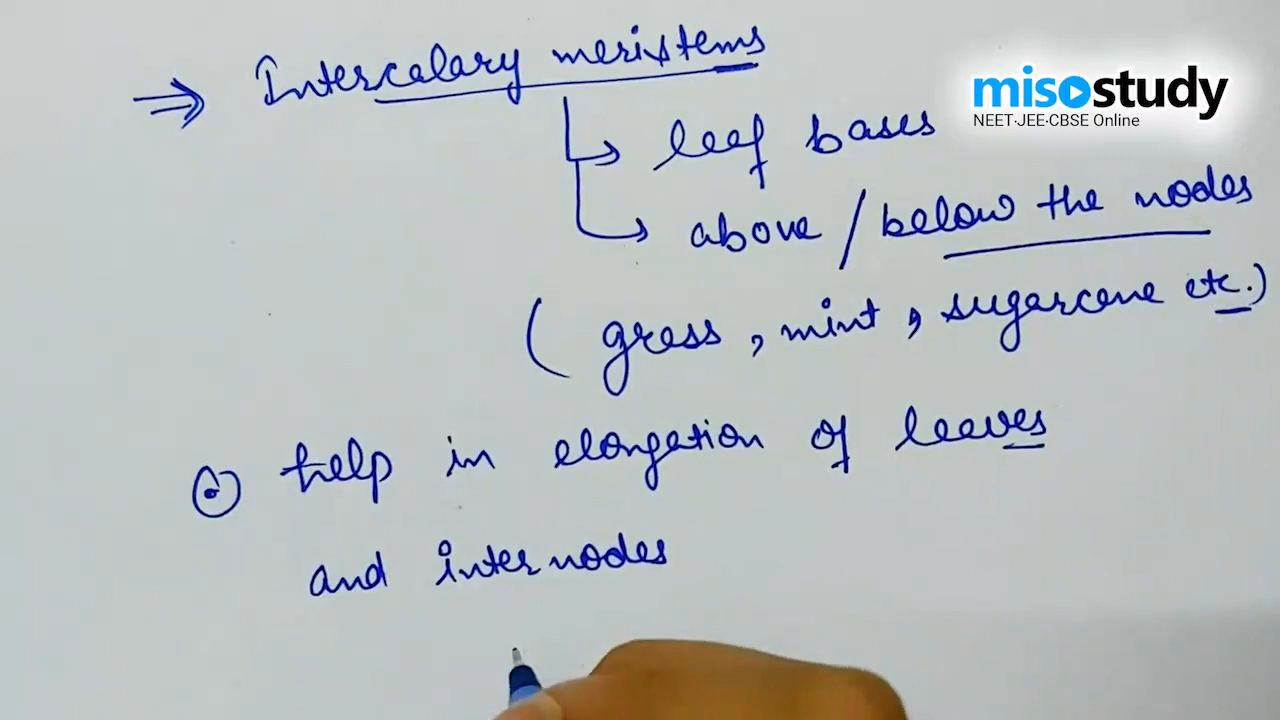 ⇒ Intercalary meristems
misostudy
NEET·JEE·CBSE Online
leaf bases
above / below the nodes
( grass, mint, sugarcane etc.)
⊙ help in elongation of leaves
and internodes